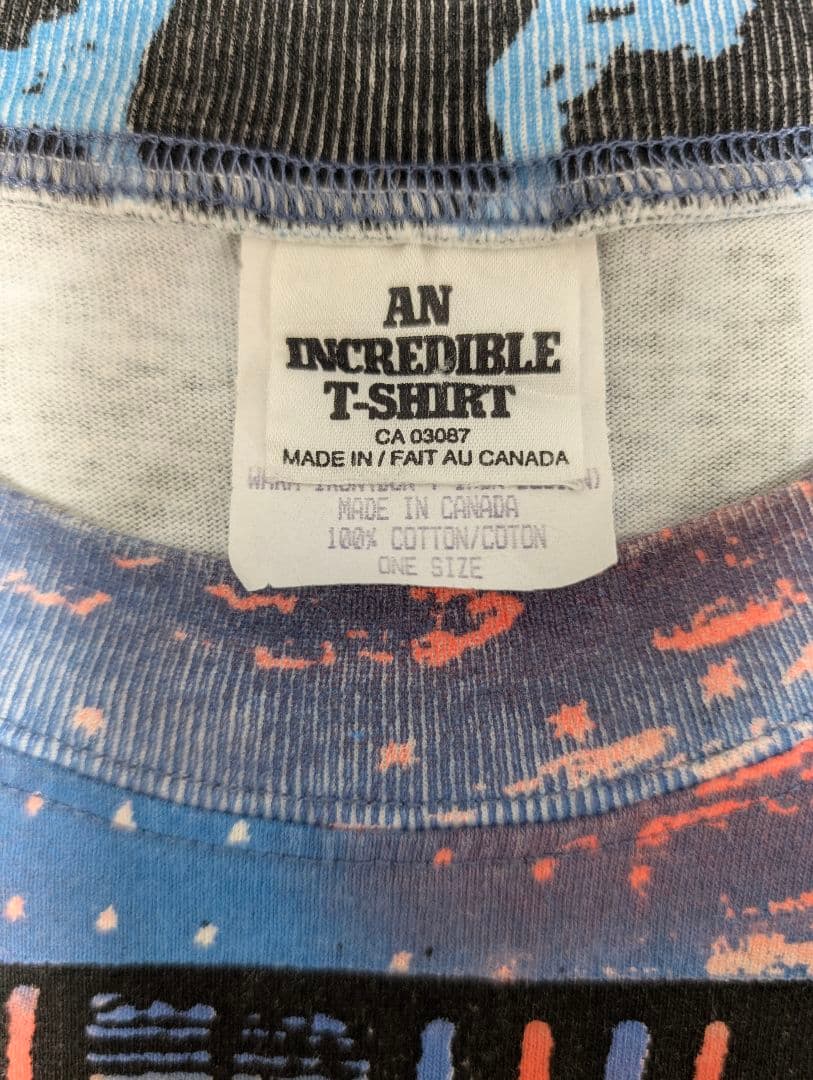 AN
INCREDIBLE
T-SHIRT
CA 03087
MADE IN / FAIT AU CANADA
MADE IN CANADA
100% COTTON/COTON
ONE SIZE